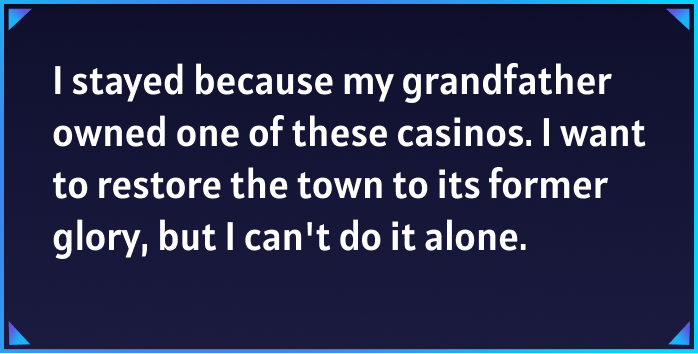 I stayed because my grandfather
owned one of these casinos. I want
to restore the town to its former
glory, but I can't do it alone.